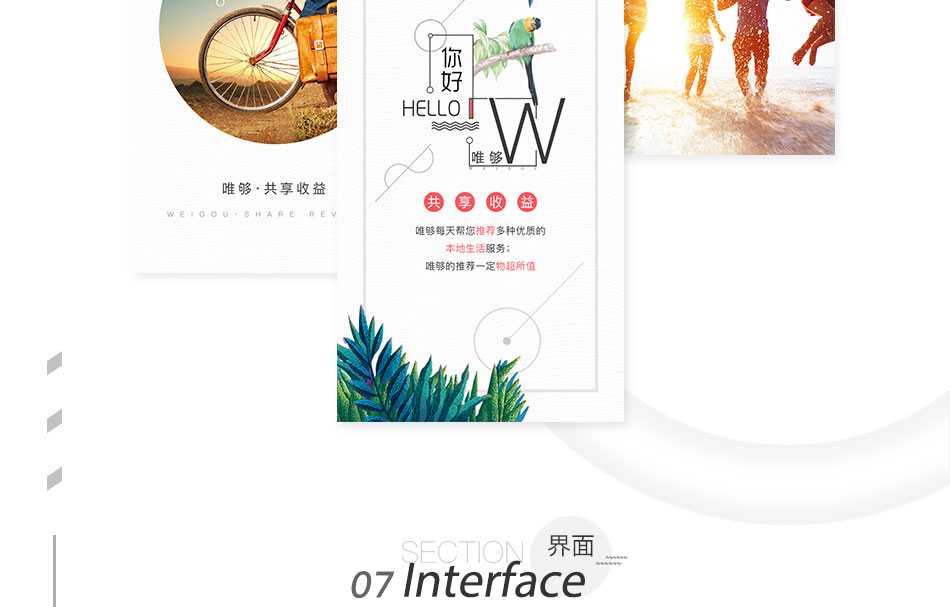 唯够·共享收益
WEIGOU·SHARE REV
你好
HELLO
W
唯够
WEIGOU
共享收益
唯够每天帮您推荐多种优质的
本地生活服务；
唯够的推荐一定物超所值
SECTION
界面
07 Interface